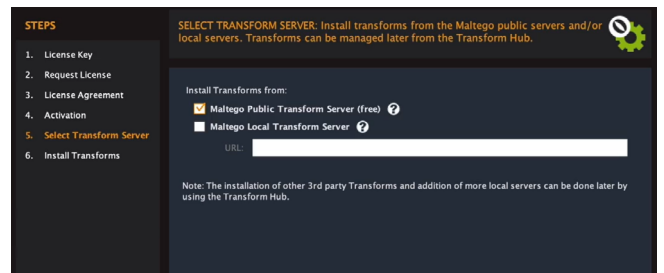 STEPS
1. License Key
2. Request License
3. License Agreement
4. Activation
5. Select Transform Server
6. Install Transforms
SELECT TRANSFORM SERVER: Install transforms from the Maltego public servers and/or
local servers. Transforms can be managed later from the Transform Hub.
Install Transforms from:
Maltego Public Transform Server (free) ?
Maltego Local Transform Server ?
URL:
Note: The installation of other 3rd party Transforms and addition of more local servers can be done later by
using the Transform Hub.